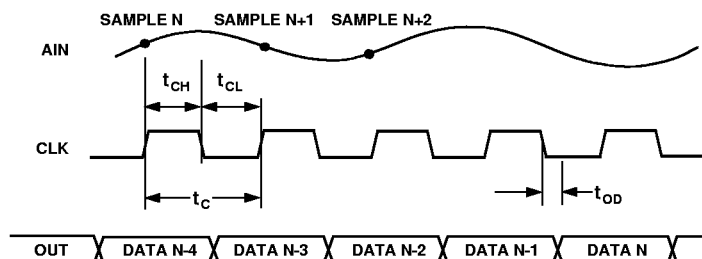 SAMPLE N SAMPLE N+1 SAMPLE N+2
AIN
tCH tCL
CLK
tC
tOD
OUT DATA N-4 DATA N-3 DATA N-2 DATA N-1 DATA N